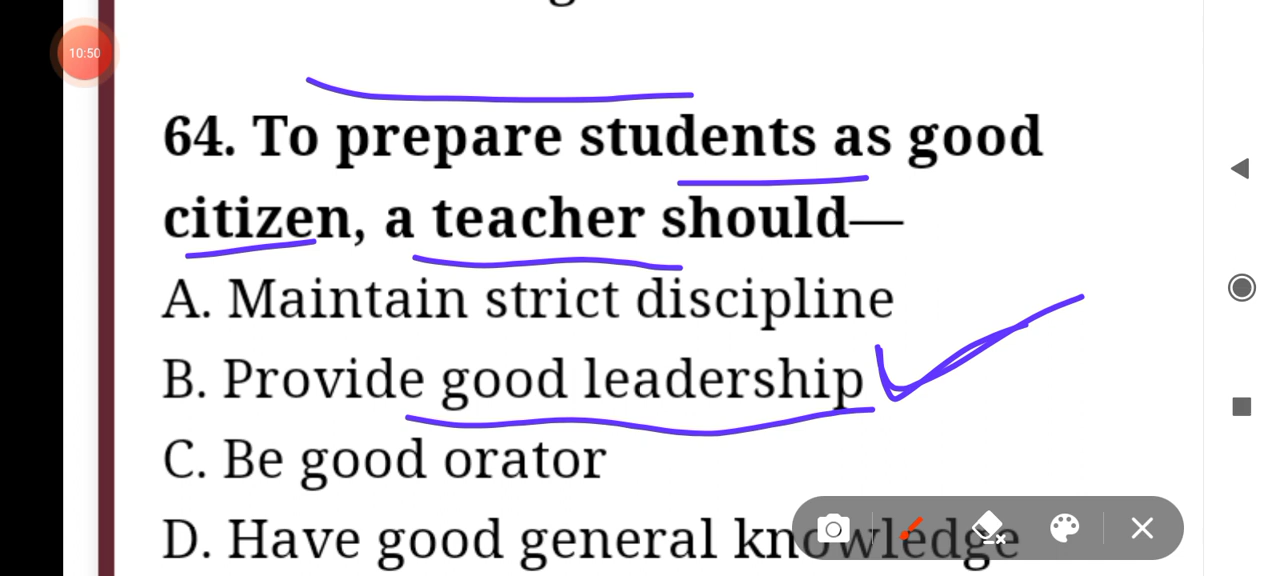 10:50
64. To prepare students as good
citizen, a teacher should—
A. Maintain strict discipline
B. Provide good leadership
C. Be good orator
D. Have good general knowledge